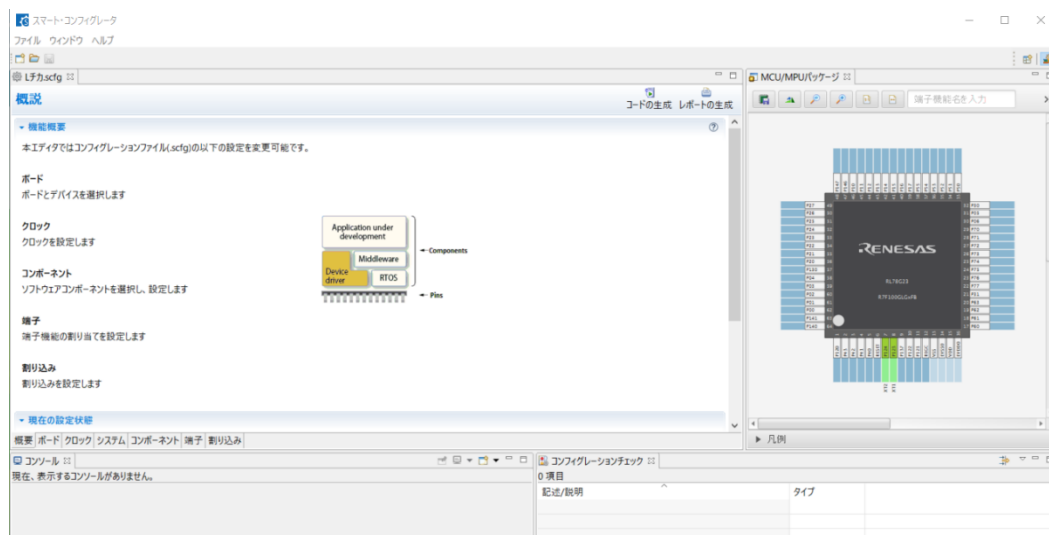 スマート・コンフィグレータ
ファイル ウィンドウ ヘルプ
Lチカ.scfg
概説
コードの生成 レポートの生成
機能概要
本エディタではコンフィグレーションファイル(.scfg)の以下の設定を変更可能です。
ボード
ボードとデバイスを選択します
クロック
クロックを設定します
コンポーネント
ソフトウェアコンポーネントを選択し、設定します
端子
端子機能の割り当てを設定します
割り込み
割り込みを設定します
Application under
development
Middleware
Device
driver
RTOS
Components
Pins
現在の設定状態
概要 ボード クロック システム コンポーネント 端子 割り込み
MCU/MPUパッケージ
端子機能名を入力
RENESAS
RL78G23
凡例
コンソール
現在、表示するコンソールがありません。
コンフィグレーションチェック
0 項目
記述/説明
タイプ